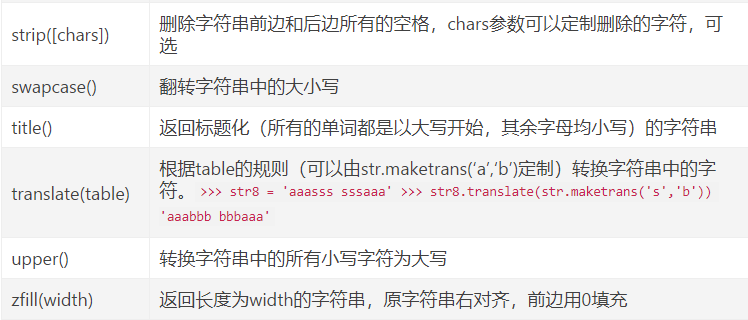 strip([chars]) 删除字符串前边和后边所有的空格，chars参数可以定制删除的字符，可
选
swapcase() 翻转字符串中的大小写
title() 返回标题化（所有的单词都是以大写开始，其余字母均小写）的字符串
translate(table) 根据table的规则（可以由str.maketrans(‘a’,‘b’)定制）转换字符串中的字
符。 >>> str8 = 'aaasss sssaaa' >>> str8.translate(str.maketrans('s','b'))
'aaabbb bbbaaa'
upper() 转换字符串中的所有小写字符为大写
zfill(width) 返回长度为width的字符串，原字符串右对齐，前边用0填充